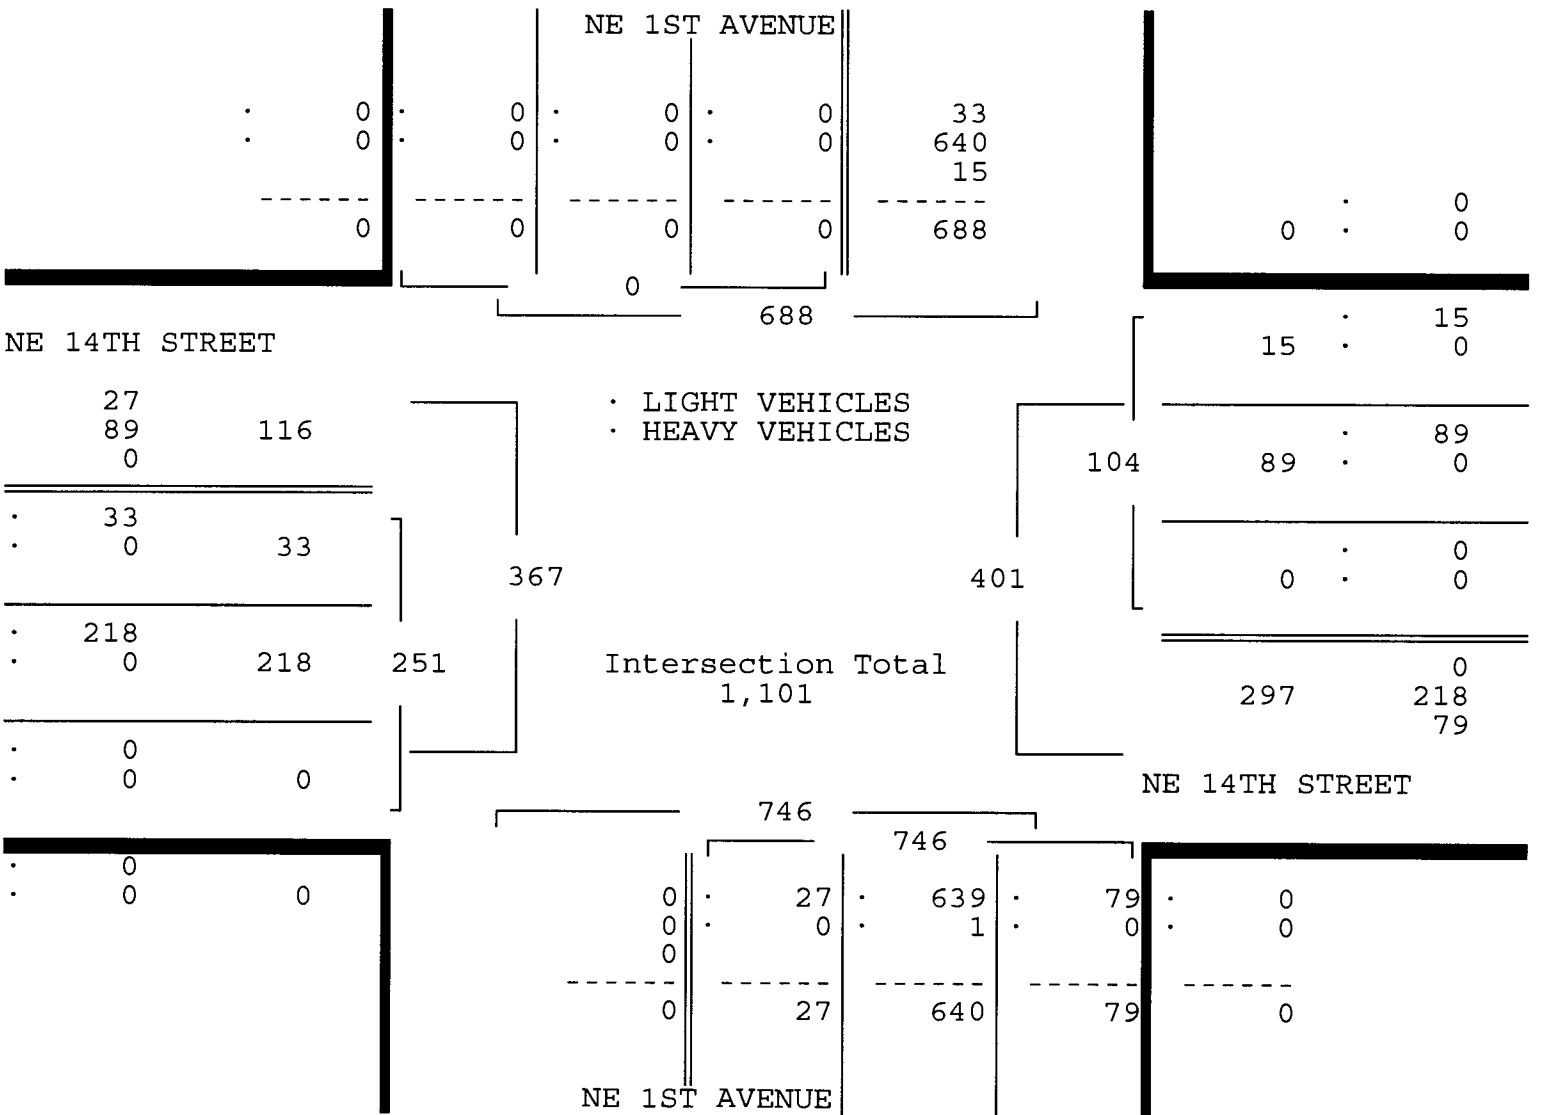 NE 1ST AVENUE
· 0 · 0 · 0 · 0 33
· 0 · 0 · 0 · 0 640
15
------ ------ ------ ------ ------
0 0 0 0 688
· 0
0 · 0
0
688
· 15
15 · 0
NE 14TH STREET
27
89 116
0
· LIGHT VEHICLES
· HEAVY VEHICLES
· 89
104 89 · 0
· 33
· 0 33
· 0
0 · 0
367
401
· 218
· 0 218 251
Intersection Total
1,101
0
297 218
79
· 0
· 0 0
NE 14TH STREET
746
746
· 0
· 0 0
0 · 27 · 639 · 79 · 0
0 · 0 · 1 · 0 · 0
0
------ ------ ------ ------ ------
0 27 640 79 0
NE 1ST AVENUE